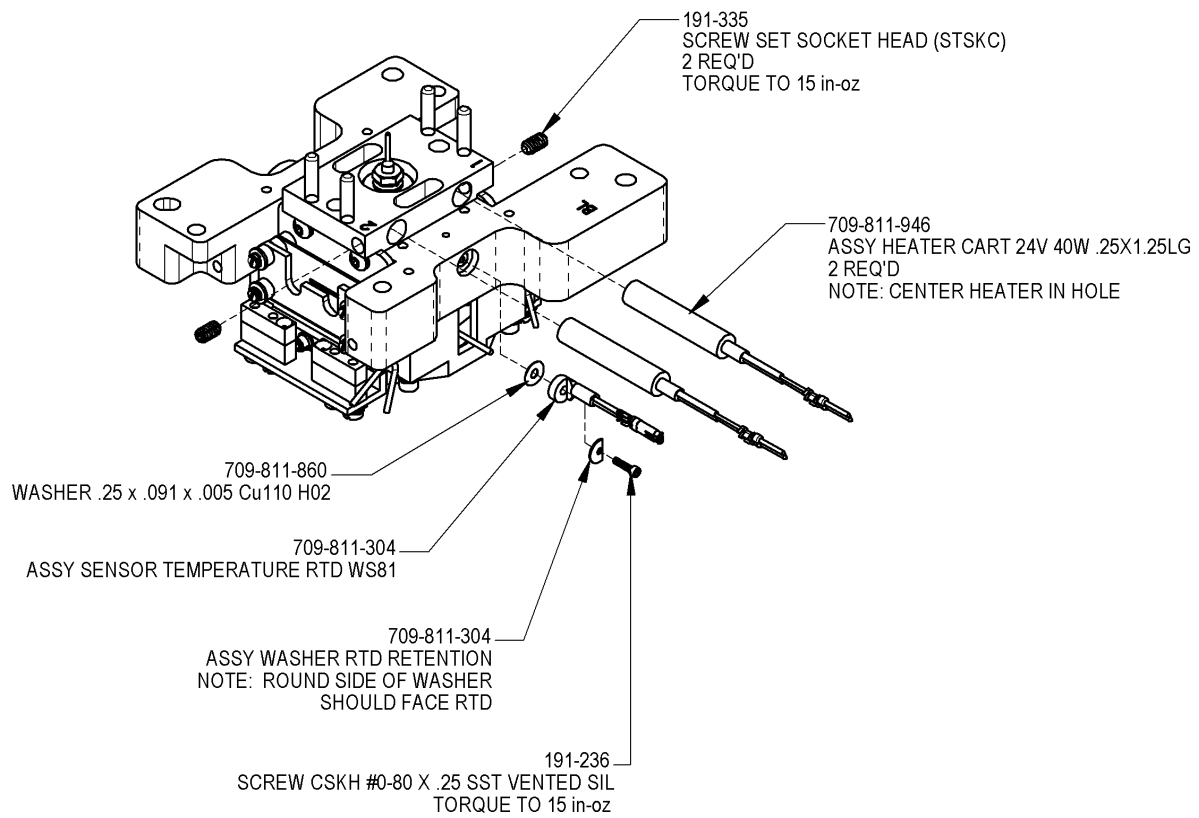 191-335
SCREW SET SOCKET HEAD (STSKC)
2 REQ'D
TORQUE TO 15 in-oz
1
2
709-811-946
ASSY HEATER CART 24V 40W .25X1.25LG
2 REQ'D
NOTE: CENTER HEATER IN HOLE
709-811-860
WASHER .25 x .091 x .005 Cu110 H02
709-811-304
ASSY SENSOR TEMPERATURE RTD WS81
709-811-304
ASSY WASHER RTD RETENTION
NOTE: ROUND SIDE OF WASHER
SHOULD FACE RTD
191-236
SCREW CSKH #0-80 X .25 SST VENTED SIL
TORQUE TO 15 in-oz